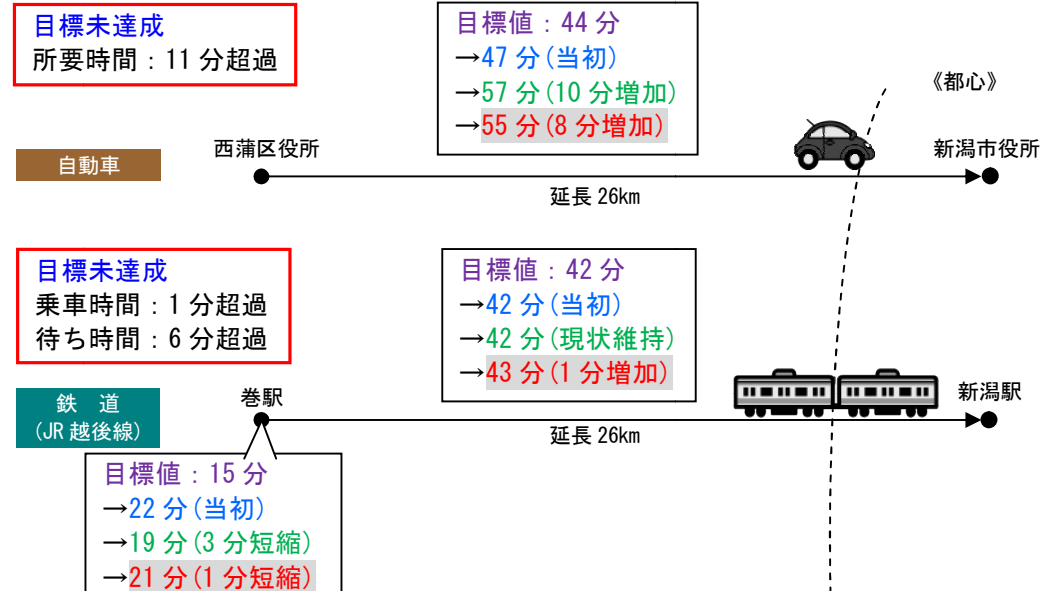 目標未達成
所要時間：11 分超過
目標値：44 分
→47 分(当初)
→57 分(10 分増加)
→55 分(8 分増加)
《都心》
自動車
西蒲区役所
新潟市役所
延長 26km
目標未達成
乗車時間：1 分超過
待ち時間：6 分超過
目標値：42 分
→42 分(当初)
→42 分(現状維持)
→43 分(1 分増加)
鉄　道
(JR 越後線)
巻駅
新潟駅
延長 26km
目標値：15 分
→22 分(当初)
→19 分(3 分短縮)
→21 分(1 分短縮)